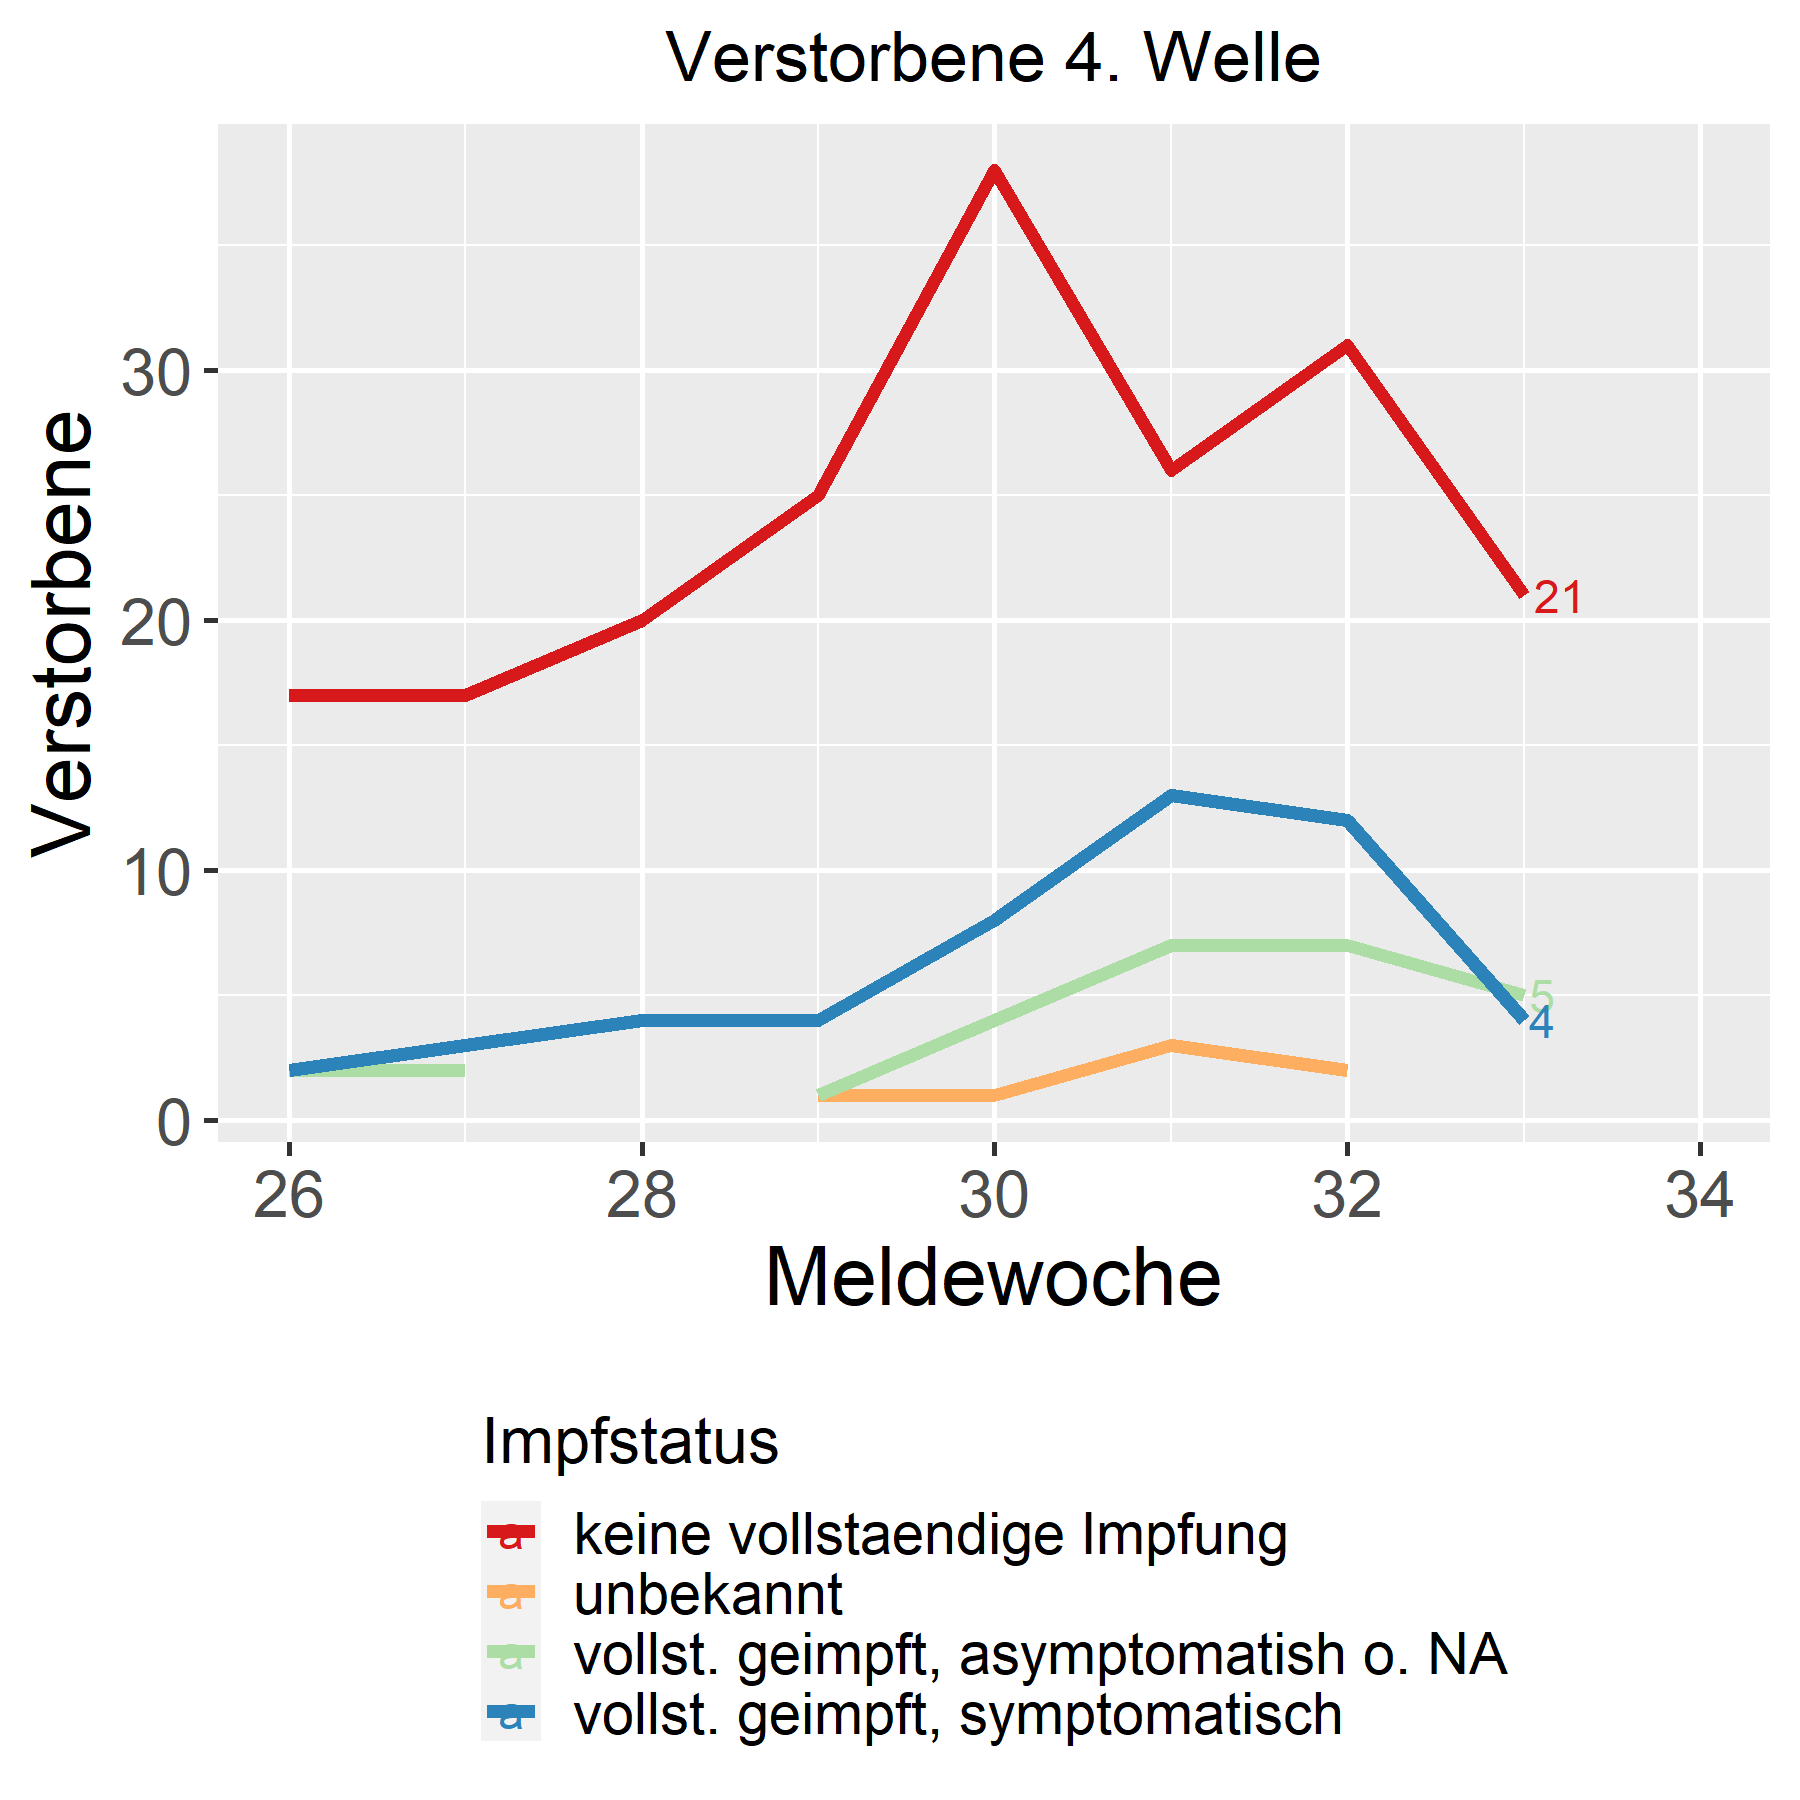 Verstorbene 4. Welle
Verstorbene
30
20
10
0
21
5
4
26 28 30 32 34
Meldewoche
Impfstatus
a keine vollstaendige Impfung
a unbekannt
a vollst. geimpft, asymptomatish o. NA
a vollst. geimpft, symptomatisch